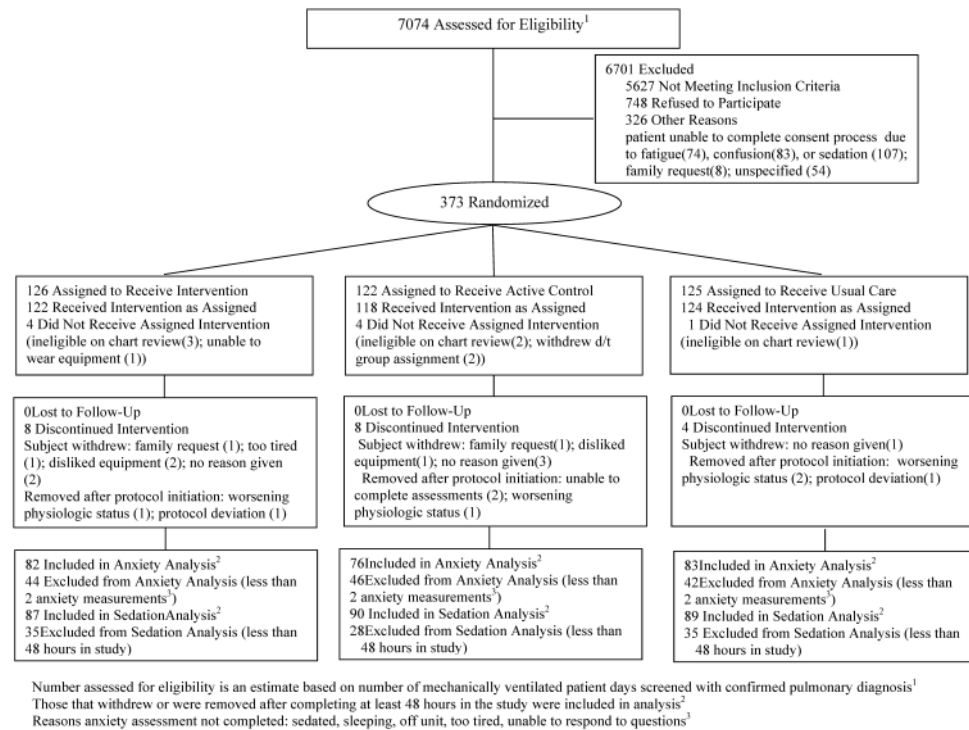 7074 Assessed for Eligibility1
6701 Excluded
5627 Not Meeting Inclusion Criteria
748 Refused to Participate
326 Other Reasons
patient unable to complete consent process due
to fatigue(74), confusion(83), or sedation (107);
family request(8); unspecified (54)
373 Randomized
126 Assigned to Receive Intervention
122 Received Intervention as Assigned
4 Did Not Receive Assigned Intervention
(ineligible on chart review(3); unable to
wear equipment (1))
122 Assigned to Receive Active Control
118 Received Intervention as Assigned
4 Did Not Receive Assigned Intervention
(ineligible on chart review(2); withdrew d/t
group assignment (2))
125 Assigned to Receive Usual Care
124 Received Intervention as Assigned
1 Did Not Receive Assigned Intervention
(ineligible on chart review(1))
0Lost to Follow-Up
8 Discontinued Intervention
Subject withdrew: family request (1); too tired
(1); disliked equipment (2); no reason given
(2)
Removed after protocol initiation: worsening
physiologic status (1); protocol deviation (1)
0Lost to Follow-Up
8 Discontinued Intervention
Subject withdrew: family request(1); disliked
equipment(1); no reason given(3)
Removed after protocol initiation: unable to
complete assessments (2); worsening
physiologic status (1)
0Lost to Follow-Up
4 Discontinued Intervention
Subject withdrew: no reason given(1)
Removed after protocol initiation: worsening
physiologic status (2); protocol deviation(1)
82 Included in Anxiety Analysis2
44 Excluded from Anxiety Analysis (less than
2 anxiety measurements3)
87 Included in SedationAnalysis2
35Excluded from Sedation Analysis (less than
48 hours in study)
76Included in Anxiety Analysis2
46Excluded from Anxiety Analysis (less than
2 anxiety measurements3)
90 Included in Sedation Analysis2
28Excluded from Sedation Analysis (less than
48 hours in study)
83Included in Anxiety Analysis2
42Excluded from Anxiety Analysis (less than
2 anxiety measurements3)
89 Included in Sedation Analysis2
35 Excluded from Sedation Analysis (less than
48 hours in study)
Number assessed for eligibility is an estimate based on number of mechanically ventilated patient days screened with confirmed pulmonary diagnosis1
Those that withdrew or were removed after completing at least 48 hours in the study were included in analysis2
Reasons anxiety assessment not completed: sedated, sleeping, off unit, too tired, unable to respond to questions3